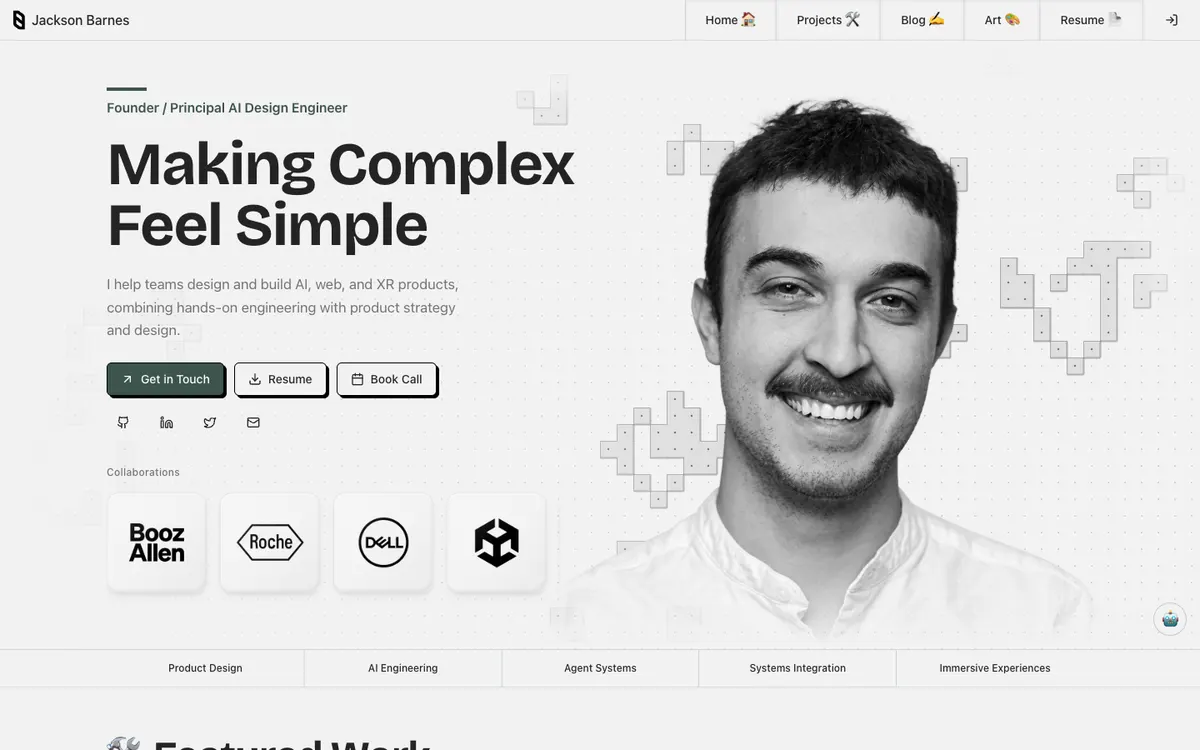 Jackson Barnes
Home
Projects
Blog
Art
Resume
Founder / Principal AI Design Engineer
Making Complex
Feel Simple
I help teams design and build AI, web, and XR products,
combining hands-on engineering with product strategy
and design.
Get in Touch
Resume
Book Call
Collaborations
Booz
Allen
Roche
DELL
Product Design
AI Engineering
Agent Systems
Systems Integration
Immersive Experiences
Featured Work